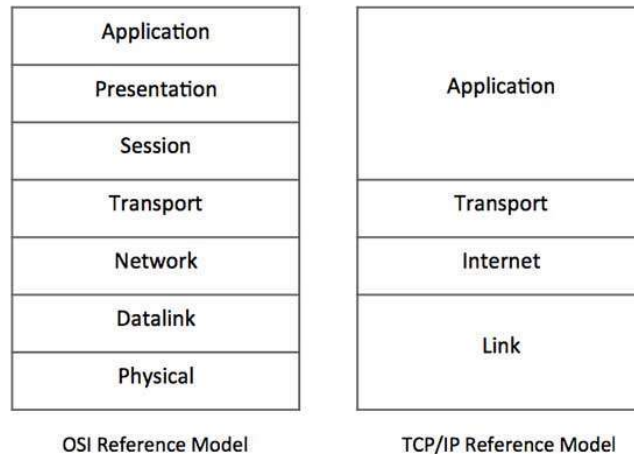 Application
Presentation
Session
Transport
Network
Datalink
Physical
OSI Reference Model
Application
Transport
Internet
Link
TCP/IP Reference Model